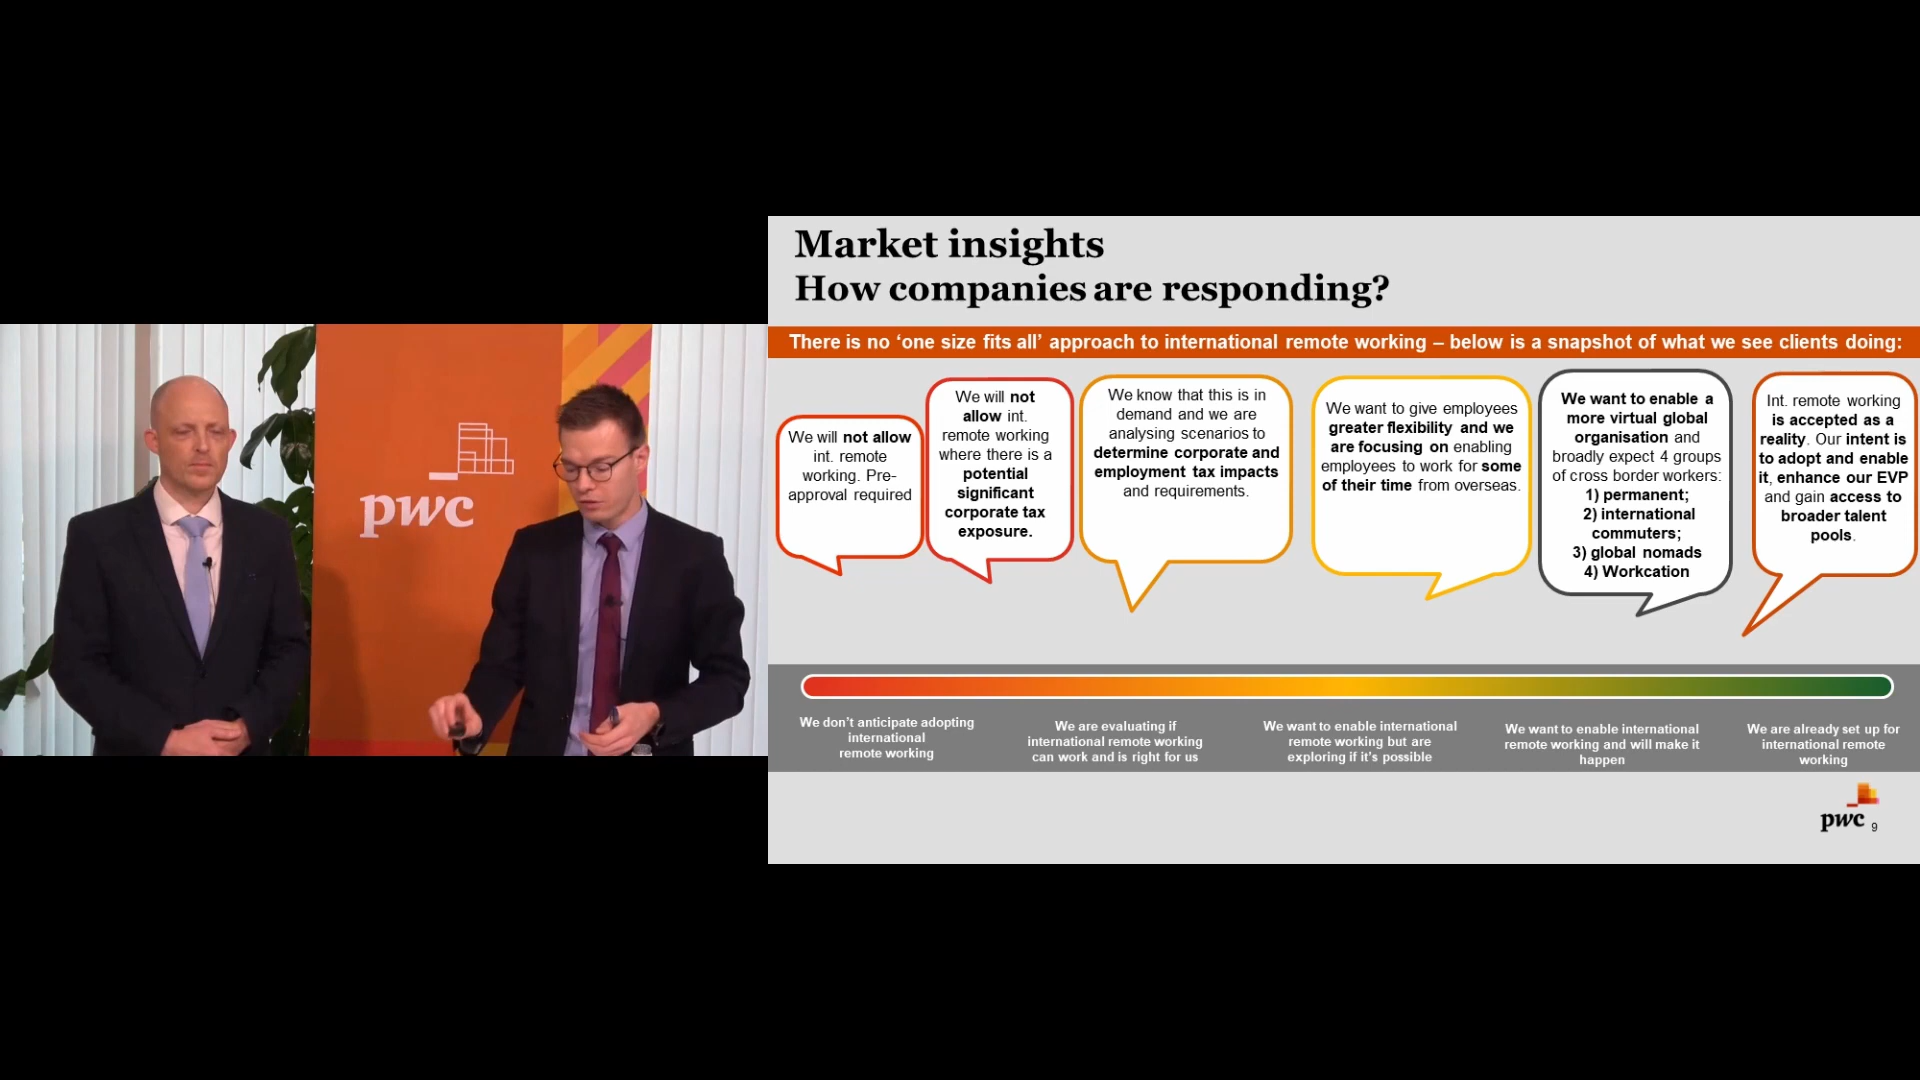 pwc
Market insights
How companies are responding?
There is no ‘one size fits all’ approach to international remote working – below is a snapshot of what we see clients doing:
We will not allow
int. remote
working. Pre-
approval required
We will not
allow int.
remote working
where there is a
potential
significant
corporate tax
exposure.
We know that this is in
demand and we are
analysing scenarios to
determine corporate and
employment tax impacts
and requirements.
We want to give employees
greater flexibility and we
are focusing on enabling
employees to work for some
of their time from overseas.
We want to enable a
more virtual global
organisation and
broadly expect 4 groups
of cross border workers:
1) permanent;
2) international
commuters;
3) global nomads
4) Workcation
Int. remote working
is accepted as a
reality. Our intent is
to adopt and enable
it, enhance our EVP
and gain access to
broader talent
pools.
We don’t anticipate adopting
international
remote working
We are evaluating if
international remote working
can work and is right for us
We want to enable international
remote working but are
exploring if it’s possible
We want to enable international
remote working and will make it
happen
We are already set up for
international remote
working
pwc
9